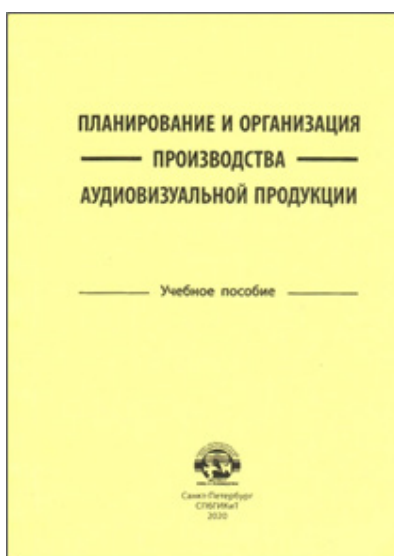 ПЛАНИРОВАНИЕ И ОРГАНИЗАЦИЯ
ПРОИЗВОДСТВА
АУДИОВИЗУАЛЬНОЙ ПРОДУКЦИИ
Учебное пособие
Санкт-Петербург
СПбГИКиТ
2020